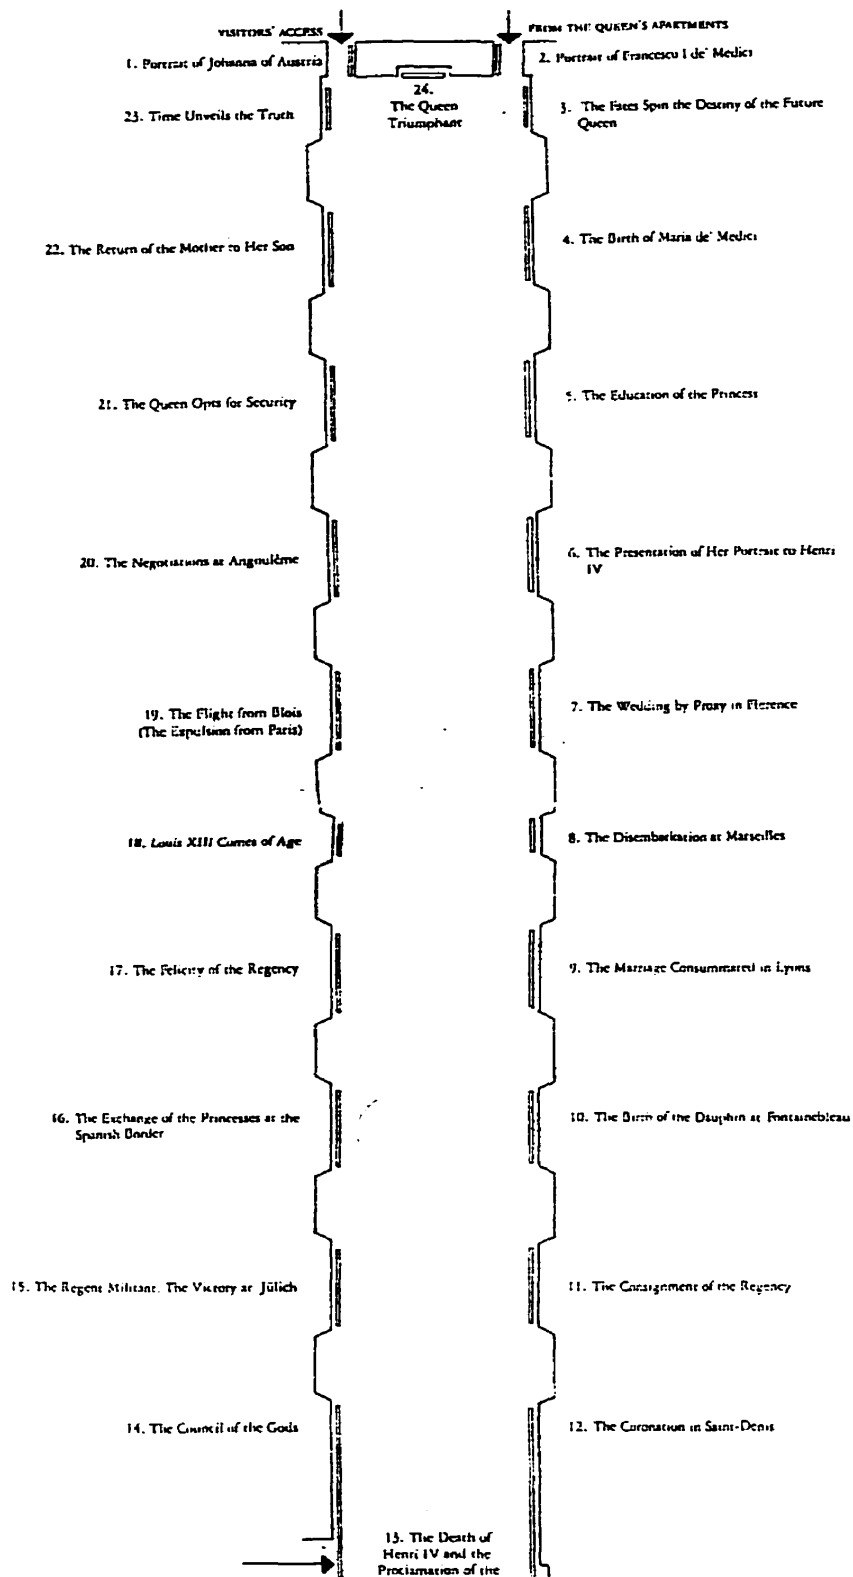 VISITORS' ACCESS
FROM THE QUEEN'S APARTMENTS
1. Portrait of Johanna of Austria
2. Portrait of Francesco I de' Medici
24.
The Queen
Triumphant
23. Time Unveils the Truth
3. The Fates Spin the Destiny of the Future
Queen
22. The Return of the Mother to Her Son
4. The Birth of Maria de' Medici
21. The Queen Opts for Security
5. The Education of the Princess
20. The Negotiations at Angoulême
6. The Presentation of Her Portrait to Henri
IV
19. The Flight from Blois
(The Expulsion from Paris)
7. The Wedding by Proxy in Florence
18. Louis XIII Comes of Age
8. The Disembarkation at Marseilles
17. The Felicity of the Regency
9. The Marriage Consummated in Lyons
16. The Exchange of the Princesses at the
Spanish Border
10. The Birth of the Dauphin at Fontainebleau
15. The Regent Militant: The Victory at Jülich
11. The Consignment of the Regency
14. The Council of the Gods
12. The Coronation in Saint-Denis
13. The Death of
Henri IV and the
Proclamation of the